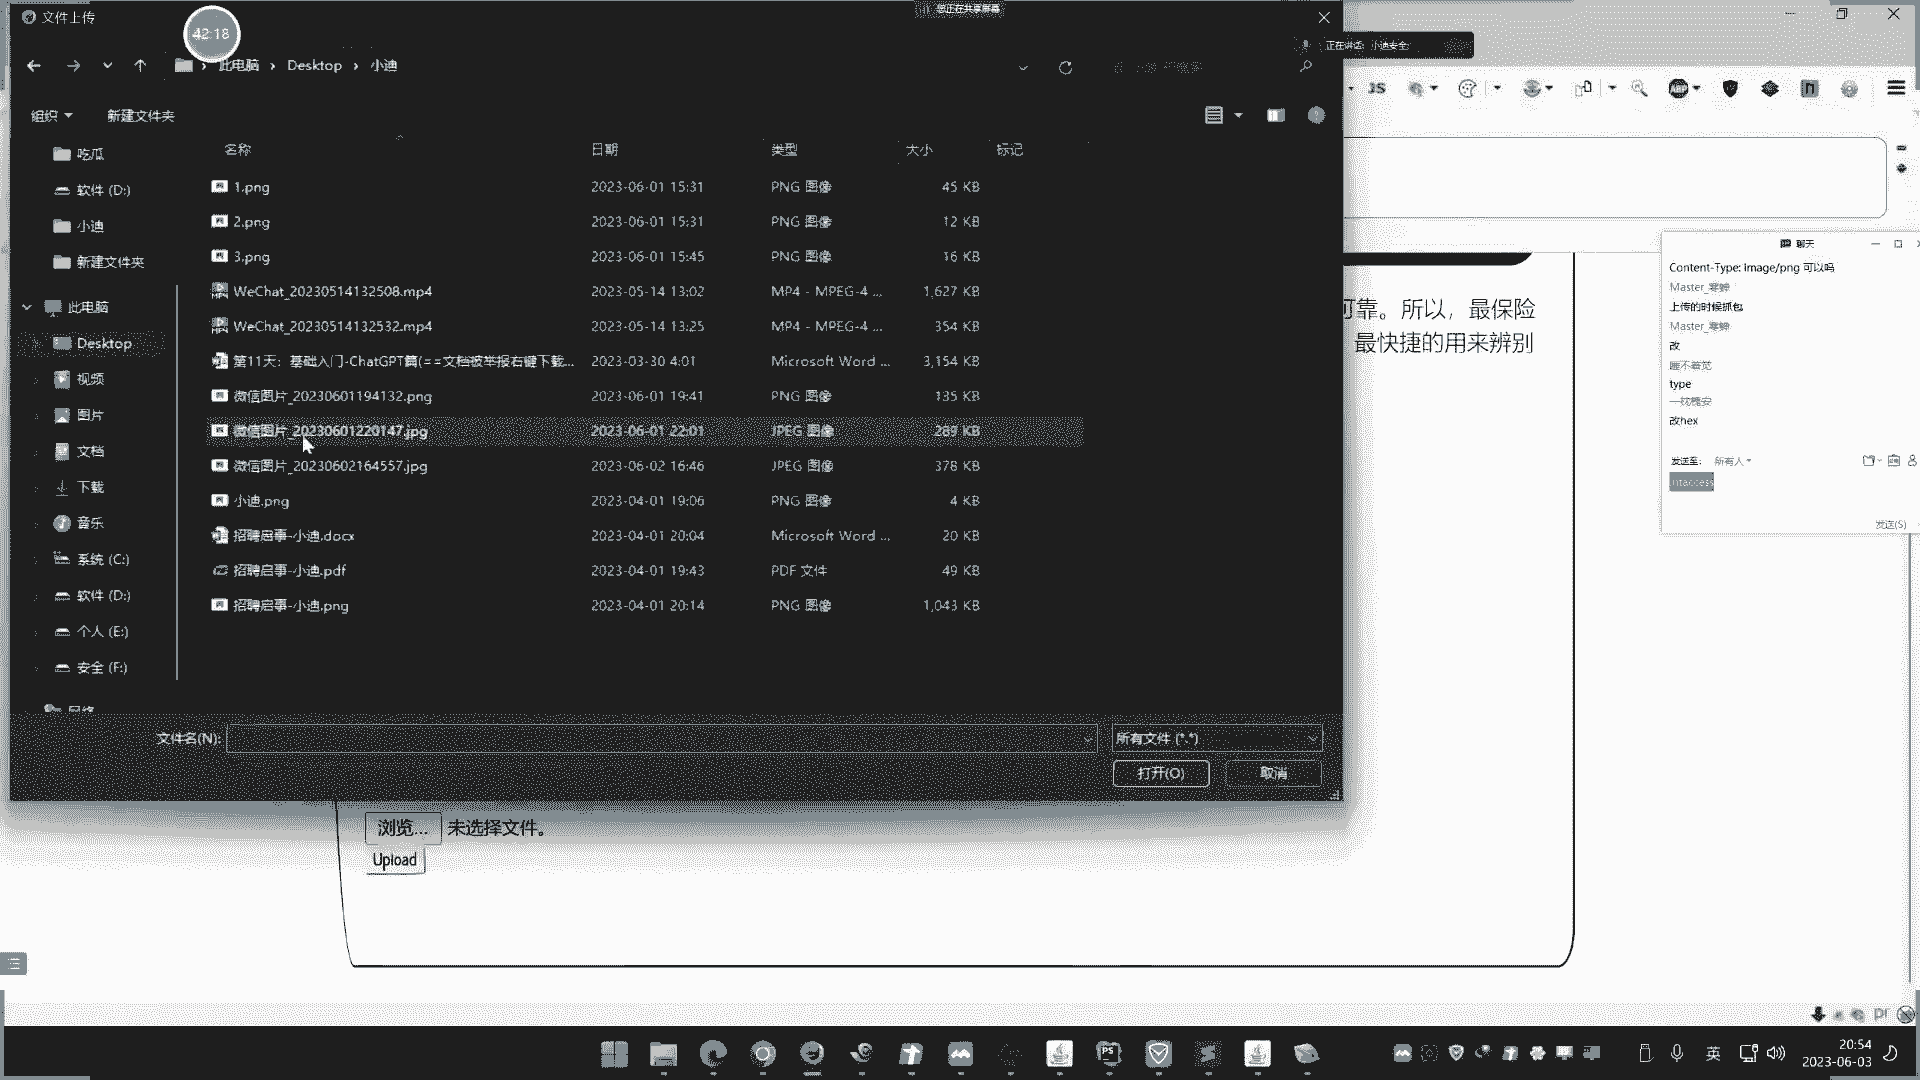 文件上传
42:18
您正在共享屏幕
正在讲话: 小迪安全
此电脑 > Desktop > 小迪
组织
新建文件夹
名称 日期 类型 大小 标记
1.png 2023-06-01 15:31 PNG 图像 45 KB
2.png 2023-06-01 15:31 PNG 图像 12 KB
3.png 2023-06-01 15:45 PNG 图像 16 KB
WeChat_20230514132508.mp4 2023-05-14 13:02 MP4 - MPEG-4 ... 1,627 KB
WeChat_20230514132532.mp4 2023-05-14 13:25 MP4 - MPEG-4 ... 354 KB
第11天：基础入门-ChatGPT篇(==文档被举报右键下载... 2023-03-30 4:01 Microsoft Word ... 3,154 KB
微信图片_20230601194132.png 2023-06-01 19:41 PNG 图像 135 KB
微信图片_20230601220147.jpg 2023-06-01 22:01 JPEG 图像 289 KB
微信图片_20230602164557.jpg 2023-06-02 16:46 JPEG 图像 378 KB
小迪.png 2023-04-01 19:06 PNG 图像 4 KB
招聘启事-小迪.docx 2023-04-01 20:04 Microsoft Word ... 20 KB
招聘启事-小迪.pdf 2023-04-01 19:43 PDF 文件 49 KB
招聘启事-小迪.png 2023-04-01 20:14 PNG 图像 1,043 KB
吃瓜
软件 (D:)
小迪
新建文件夹
此电脑
Desktop
视频
图片
文档
下载
音乐
系统 (C:)
软件 (D:)
个人 (E:)
安全 (F:)
网络
文件名(N):
所有文件 (*.*)
打开(O)
取消
JS
ABP
可靠。所以，最保险
最快捷的用来辨别
聊天
Content-Type: image/png 可以吗
Master_寒蝉
上传的时候抓包
Master_寒蝉
改
睡不着觉
type
改hex
发送至: 所有人
发送(S)
浏览... 未选择文件。
Upload
PS
英
20:54
2023-06-03